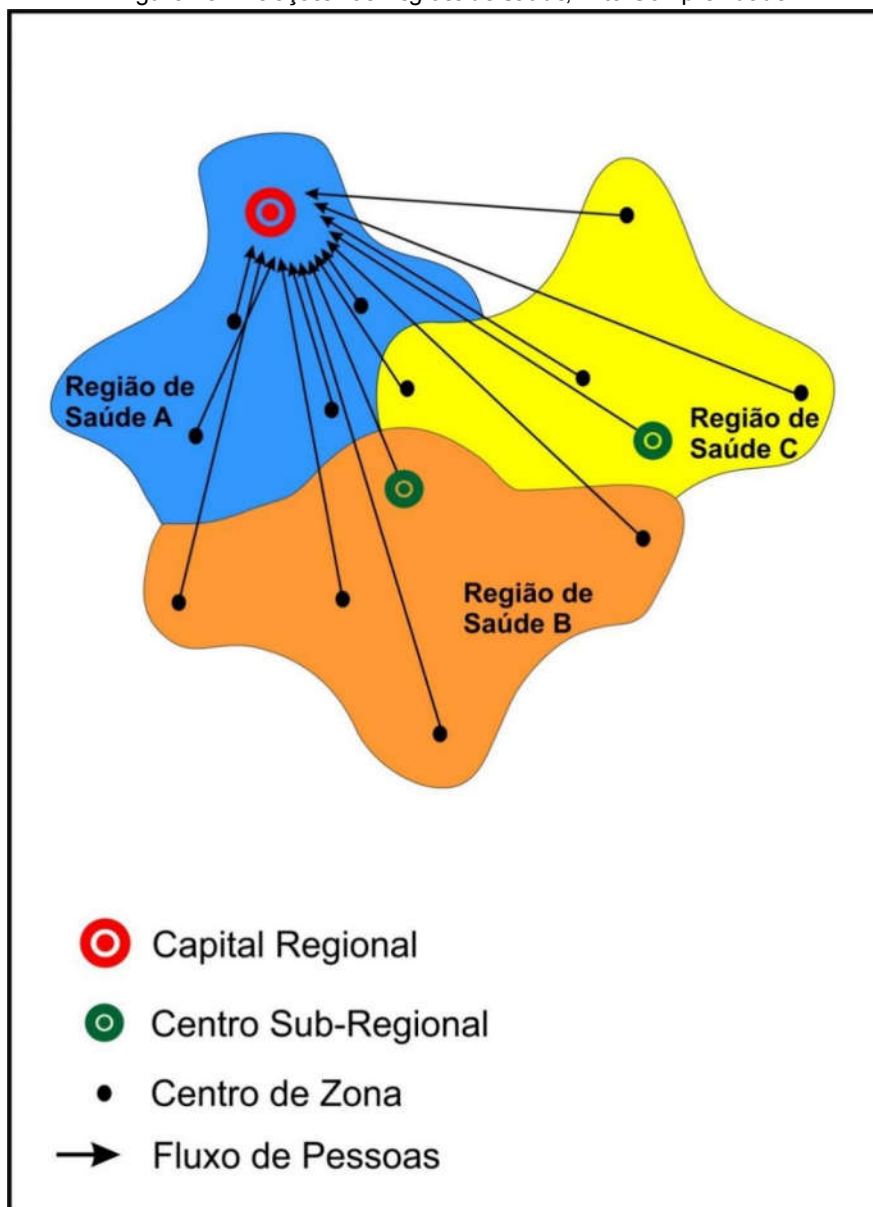 Região de
Saúde A
Região de
Saúde C
Região de
Saúde B
Capital Regional
Centro Sub-Regional
Centro de Zona
Fluxo de Pessoas